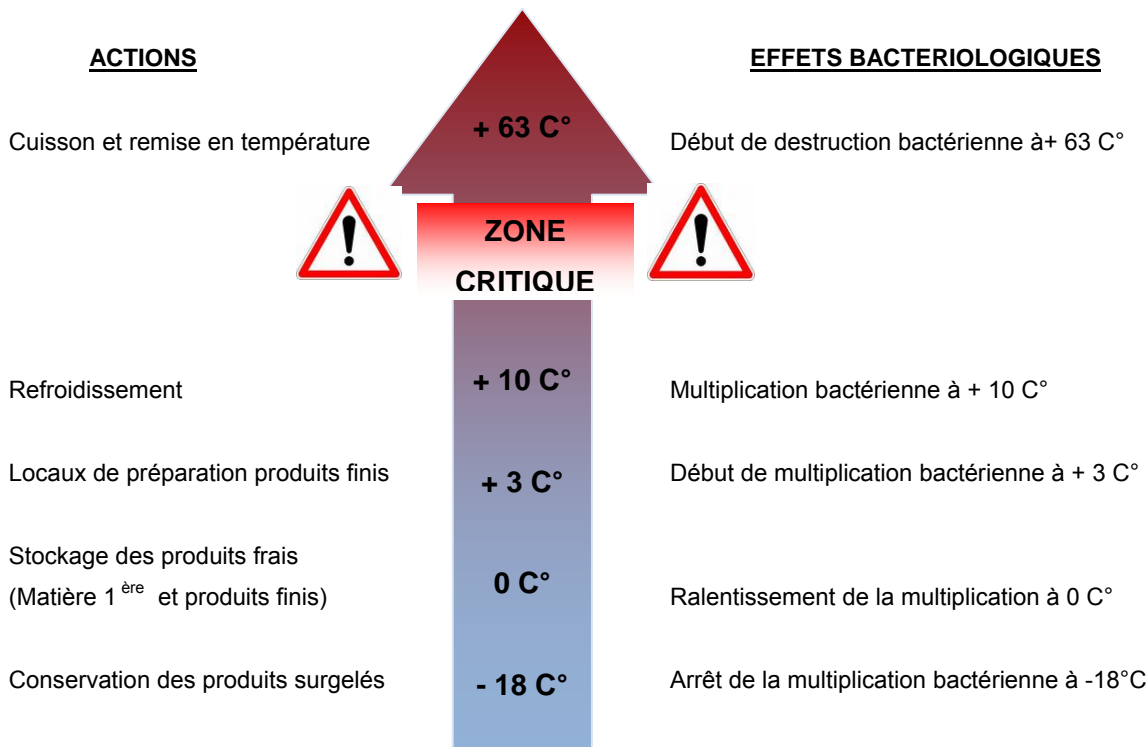 ACTIONS
EFFETS BACTERIOLOGIQUES
Cuisson et remise en température
+ 63 C°
Début de destruction bactérienne à+ 63 C°
ZONE
CRITIQUE
Refroidissement
+ 10 C°
Multiplication bactérienne à + 10 C°
Locaux de préparation produits finis
+ 3 C°
Début de multiplication bactérienne à + 3 C°
Stockage des produits frais
(Matière 1 ère et produits finis)
0 C°
Ralentissement de la multiplication à 0 C°
Conservation des produits surgelés
- 18 C°
Arrêt de la multiplication bactérienne à -18°C